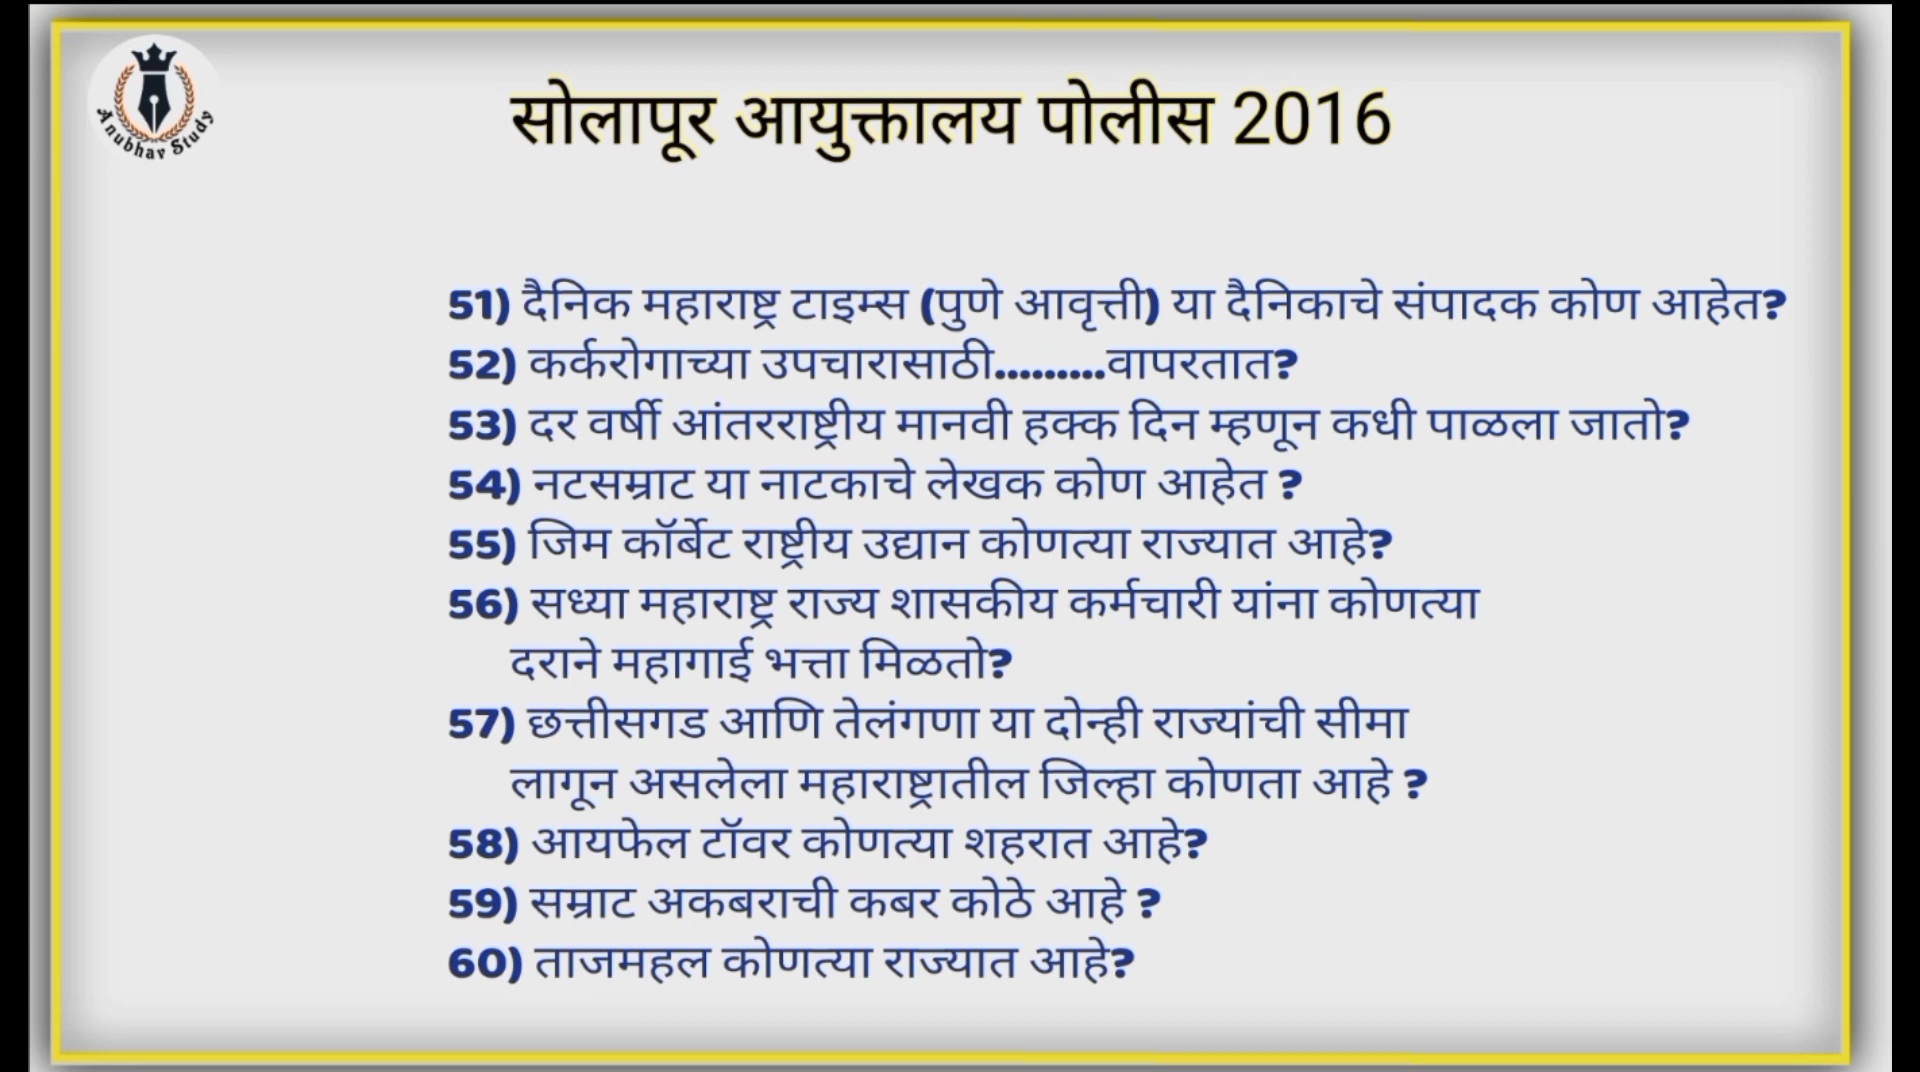 Anubhav Study
सोलापूर आयुक्तालय पोलीस 2016
51) दैनिक महाराष्ट्र टाइम्स (पुणे आवृत्ती) या दैनिकाचे संपादक कोण आहेत?
52) कर्करोगाच्या उपचारासाठी.........वापरतात?
53) दर वर्षी आंतरराष्ट्रीय मानवी हक्क दिन म्हणून कधी पाळला जातो?
54) नटसम्राट या नाटकाचे लेखक कोण आहेत ?
55) जिम कॉर्बेट राष्ट्रीय उद्यान कोणत्या राज्यात आहे?
56) सध्या महाराष्ट्र राज्य शासकीय कर्मचारी यांना कोणत्या
दराने महागाई भत्ता मिळतो?
57) छत्तीसगड आणि तेलंगणा या दोन्ही राज्यांची सीमा
लागून असलेला महाराष्ट्रातील जिल्हा कोणता आहे ?
58) आयफेल टॉवर कोणत्या शहरात आहे?
59) सम्राट अकबराची कबर कोठे आहे ?
60) ताजमहल कोणत्या राज्यात आहे?